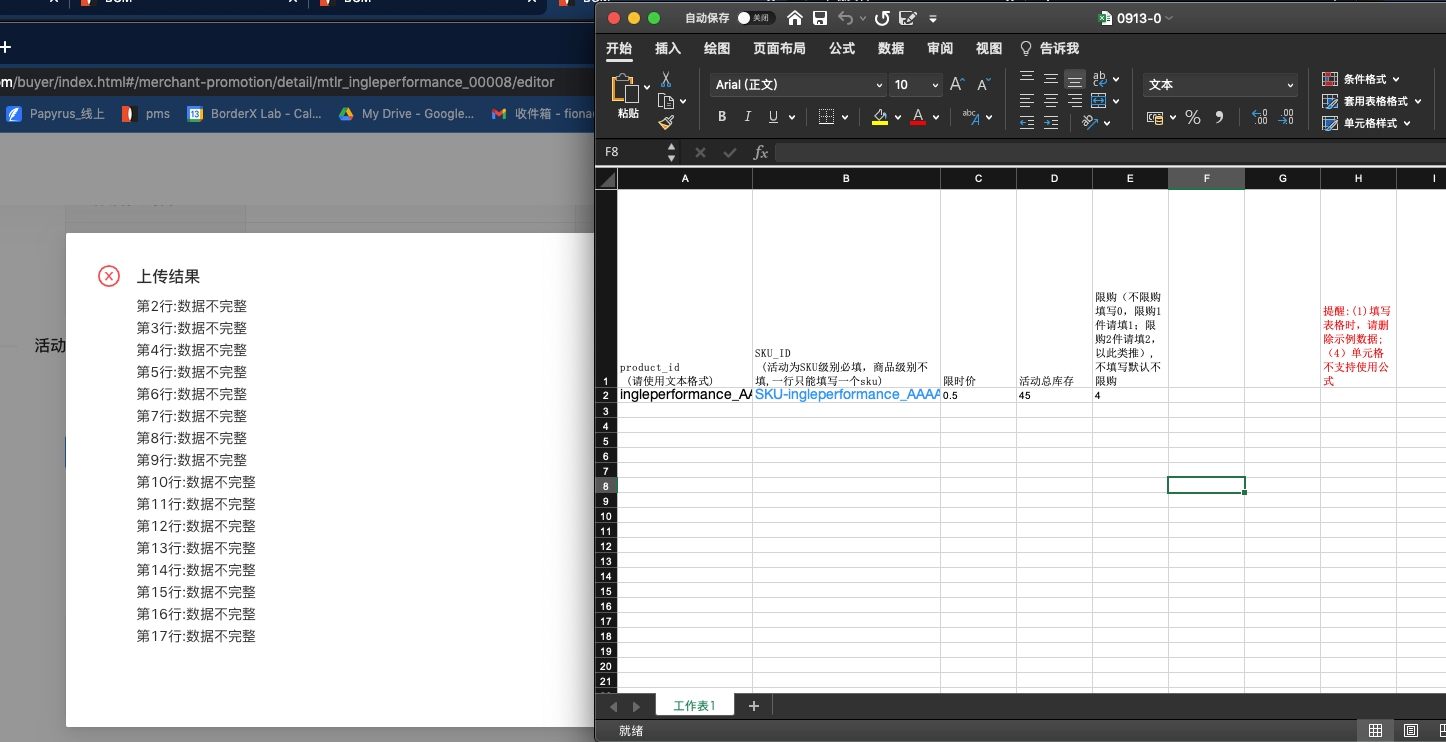 自动保存 关闭
0913-0
开始 插入 绘图 页面布局 公式 数据 审阅 视图 告诉我
om/buyer/index.html#/merchant-promotion/detail/mtlr_ingleperformance_00008/editor
Papyrus_线上 pms BorderX Lab - Cal... My Drive - Google... 收件箱 - fiona
粘贴
Arial (正文) 10
B I U A
ab
abc
文本
条件格式
套用表格格式
单元格样式
F8 fx
A B C D E F G H I
上传结果
第2行:数据不完整
第3行:数据不完整
第4行:数据不完整
第5行:数据不完整
第6行:数据不完整
第7行:数据不完整
第8行:数据不完整
第9行:数据不完整
第10行:数据不完整
第11行:数据不完整
第12行:数据不完整
第13行:数据不完整
第14行:数据不完整
第15行:数据不完整
第16行:数据不完整
第17行:数据不完整
活动
1
product_id
(请使用文本格式)
SKU_ID
(活动为SKU级别必填，商品级别不
填,一行只能填写一个sku)
限时价
活动总库存
限购（不限购
填写0，限购1
件请填1；限
购2件请填2，
以此类推），
不填写默认不
限购
提醒:(1)填写
表格时，请删
除示例数据;
（4）单元格
不支持使用公
式
2 ingleperformance_AA SKU-ingleperformance_AAAA 0.5 45 4
3
4
5
6
7
8
9
10
11
12
13
14
15
16
17
18
19
20
21
工作表1
就绪